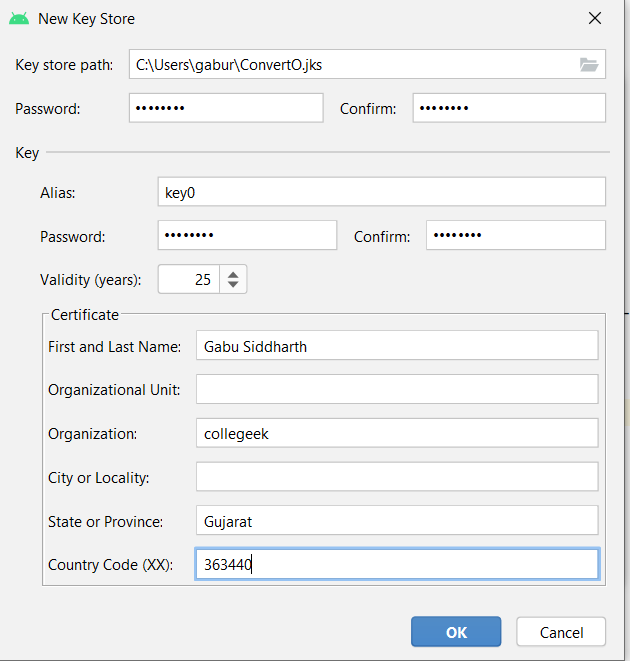 New Key Store
Key store path: C:\Users\gabur\ConvertO.jks
Password: •••••••• Confirm: ••••••••
Key
Alias: key0
Password: •••••••• Confirm: ••••••••
Validity (years): 25
Certificate
First and Last Name: Gabu Siddharth
Organizational Unit:
Organization: collegeek
City or Locality:
State or Province: Gujarat
Country Code (XX): 363440
OK Cancel